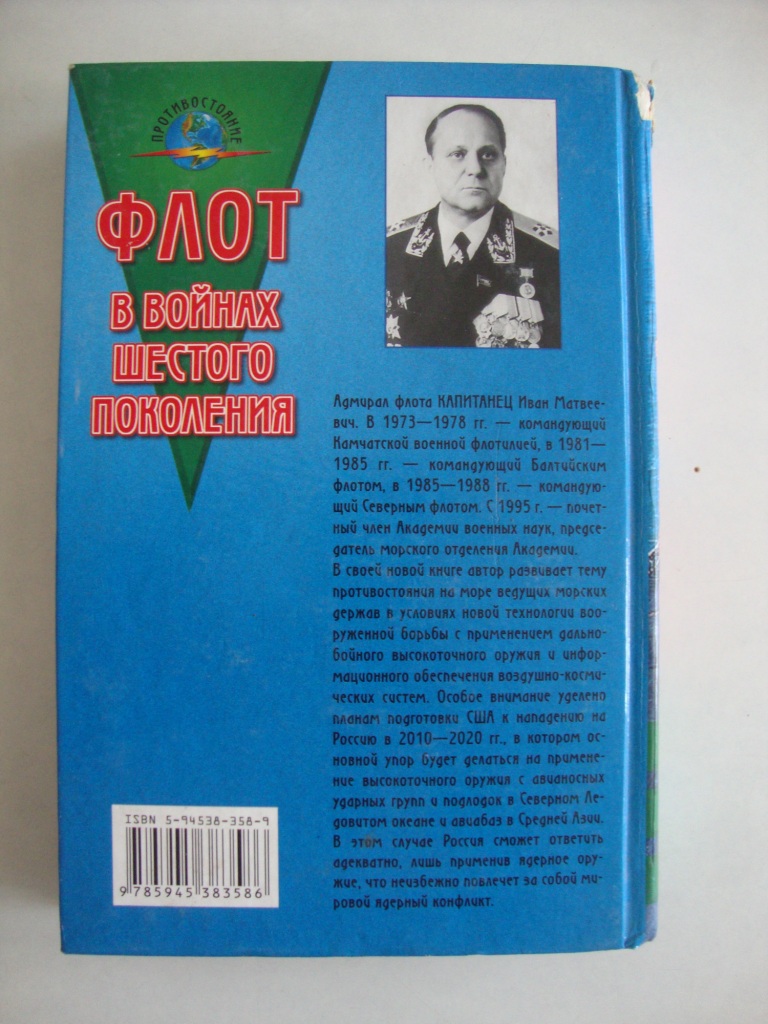 ПРОТИВОСТОЯНИЕ
ФЛОТ
В ВОЙНАХ
ШЕСТОГО
ПОКОЛЕНИЯ
Адмирал флота КАПИТАНЕЦ Иван Матвее-
вич. В 1973—1978 гг. — командующий
Камчатской военной флотилией, в 1981—
1985 гг. — командующий Балтийским
флотом, в 1985—1988 гг. — командую-
щий Северным флотом. С 1995 г. — почет-
ный член Академии военных наук, предсе-
датель морского отделения Академии.
В своей новой книге автор развивает тему
противостояния на море ведущих морских
держав в условиях новой технологии воо-
руженной борьбы с применением дально-
бойного высокоточного оружия и инфор-
мационного обеспечения воздушно-косми-
ческих систем. Особое внимание уделено
планам подготовки США к нападению на
Россию в 2010—2020 гг., в котором ос-
новной упор будет делаться на примене-
ние высокоточного оружия с авианосных
ударных групп и подлодок в Северном Ле-
довитом океане и авиабаз в Средней Азии.
В этом случае Россия сможет ответить
адекватно, лишь применив ядерное ору-
жие, что неизбежно повлечет за собой ми-
ровой ядерный конфликт.
ISBN 5-94538-358-9
9 785945 383586